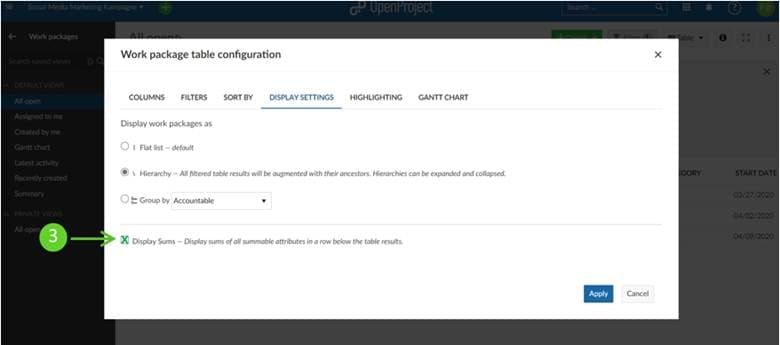 Social Media Marketing Kampagne
OpenProject
Search ...
Work packages
All open
Search saved views
DEFAULT VIEWS
All open
Assigned to me
Created by me
Gantt chart
Latest activity
Recently created
Summary
PRIVATE VIEWS
All open
Work package table configuration
COLUMNS FILTERS SORT BY DISPLAY SETTINGS HIGHLIGHTING GANTT CHART
Display work packages as
Flat list — default
Hierarchy — All filtered table results will be augmented with their ancestors. Hierarchies can be expanded and collapsed.
Group by Accountable
3
Display Sums — Display sums of all summable attributes in a row below the table results.
Apply Cancel
START DATE
03/27/2020
04/02/2020
04/09/2020